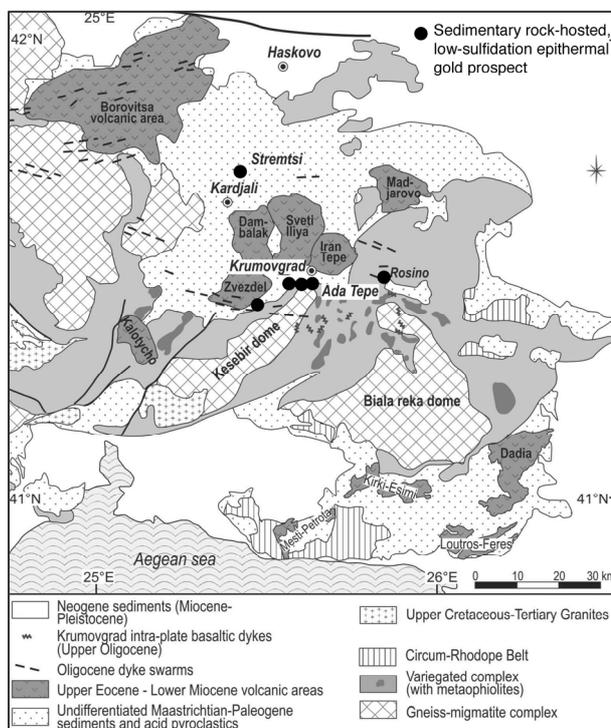 42°N
Haskovo
Sedimentary rock-hosted,
low-sulfidation epithermal
gold prospect
Borovitsa
volcanic area
Stremtsi
Kardjali
Mad-
jarovo
Dam-
balak
Sveti
Iliya
Iran
Tepe
Krumovgrad
Rosino
Zvezdel
Ada Tepe
Kalotycho
Kesebir dome
Biala reka dome
Dadia
41°N
Kirki-Esimi
41°N
Mesti-Petrota
Loutros-Feres
Aegean sea
25°E
26°E
0 10 20 30 km
Neogene sediments (Miocene-
Pleistocene)
Krumovgrad intra-plate basaltic dykes
(Upper Oligocene)
Oligocene dyke swarms
Upper Eocene - Lower Miocene volcanic areas
Undifferentiated Maastrichtian-Paleogene
sediments and acid pyroclastics
Upper Cretaceous-Tertiary Granites
Circum-Rhodope Belt
Variegated complex
(with metaophiolites)
Gneiss-migmatite complex